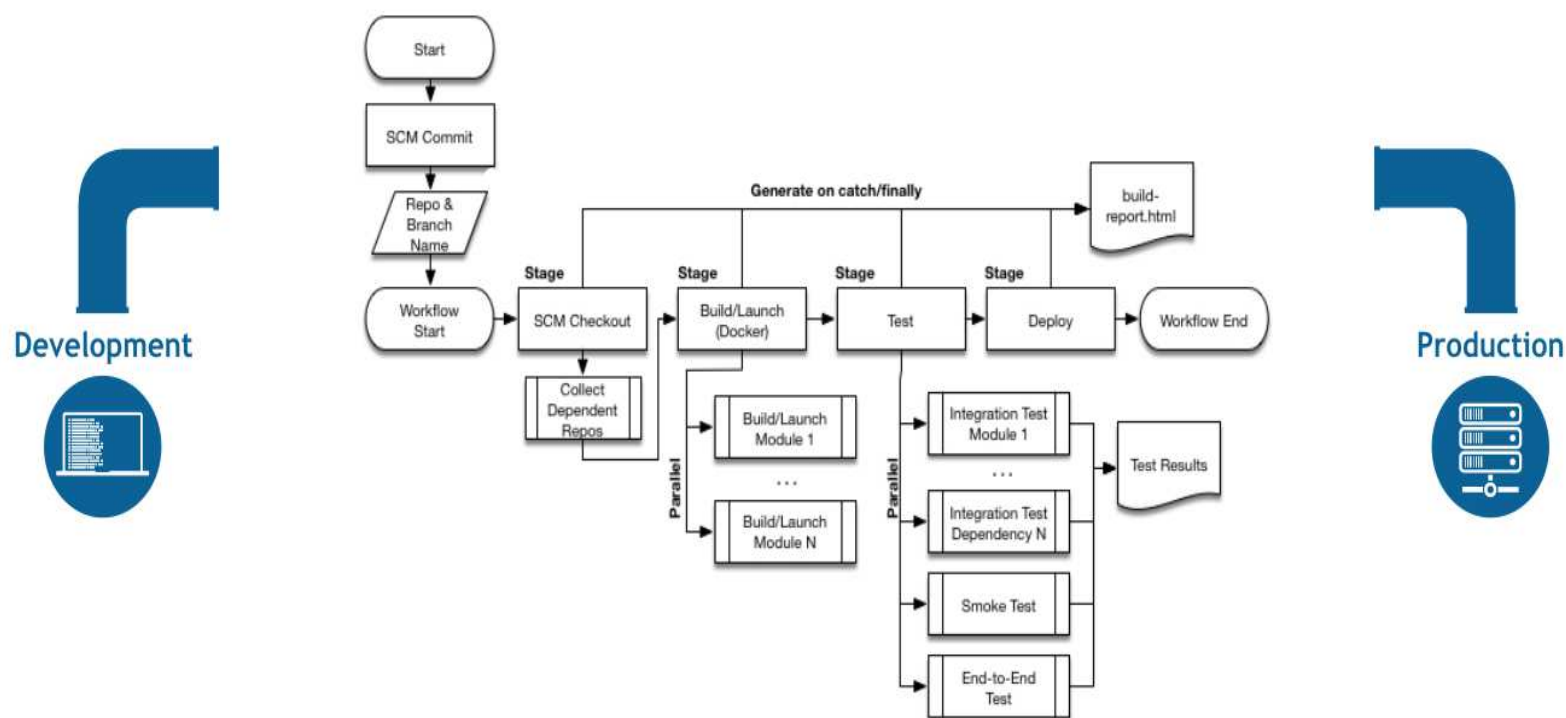 Start
SCM Commit
Repo &
Branch
Name
Generate on catch/finally
build-
report.html
Stage
Stage
Stage
Stage
Workflow
Start
SCM Checkout
Build/Launch
(Docker)
Test
Deploy
Workflow End
Development
Production
Collect
Dependent
Repos
Parallel
Build/Launch
Module 1
...
Build/Launch
Module N
Parallel
Integration Test
Module 1
...
Integration Test
Dependency N
Smoke Test
End-to-End
Test
Test Results